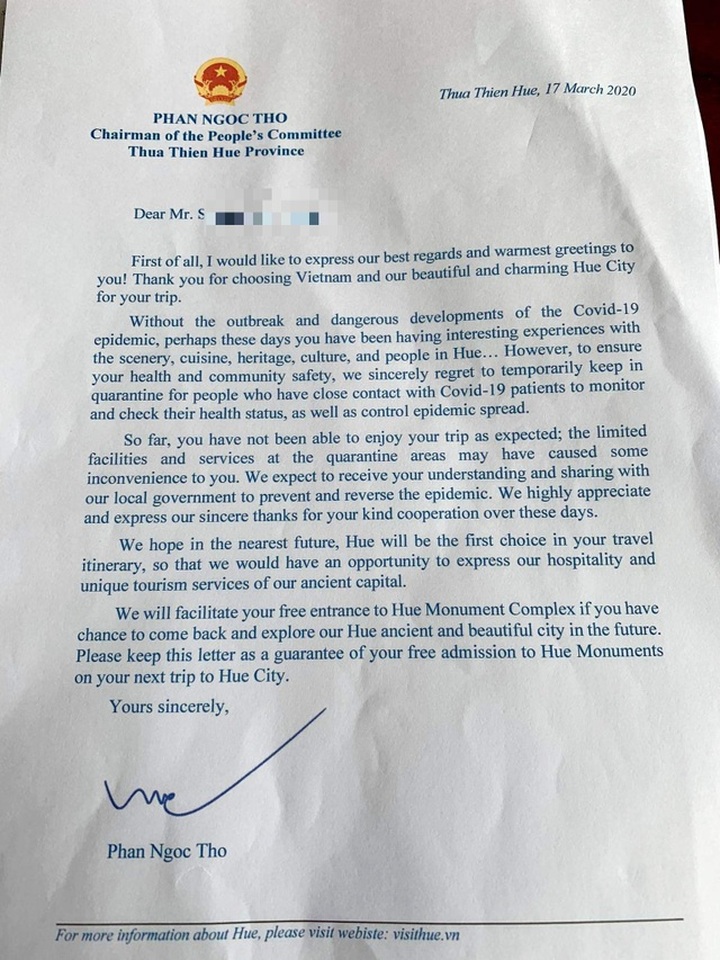 Thua Thien Hue, 17 March 2020
PHAN NGOC THO
Chairman of the People's Committee
Thua Thien Hue Province
Dear Mr. S
First of all, I would like to express our best regards and warmest greetings to
you! Thank you for choosing Vietnam and our beautiful and charming Hue City
for your trip.
Without the outbreak and dangerous developments of the Covid-19
epidemic, perhaps these days you have been having interesting experiences with
the scenery, cuisine, heritage, culture, and people in Hue... However, to ensure
your health and community safety, we sincerely regret to temporarily keep in
quarantine for people who have close contact with Covid-19 patients to monitor
and check their health status, as well as control epidemic spread.
So far, you have not been able to enjoy your trip as expected; the limited
facilities and services at the quarantine areas may have caused some
inconvenience to you. We expect to receive your understanding and sharing with
our local government to prevent and reverse the epidemic. We highly appreciate
and express our sincere thanks for your kind cooperation over these days.
We hope in the nearest future, Hue will be the first choice in your travel
itinerary, so that we would have an opportunity to express our hospitality and
unique tourism services of our ancient capital.
We will facilitate your free entrance to Hue Monument Complex if you have
chance to come back and explore our Hue ancient and beautiful city in the future.
Please keep this letter as a guarantee of your free admission to Hue Monuments
on your next trip to Hue City.
Yours sincerely,
Phan Ngoc Tho
For more information about Hue, please visit webiste: visithue.vn